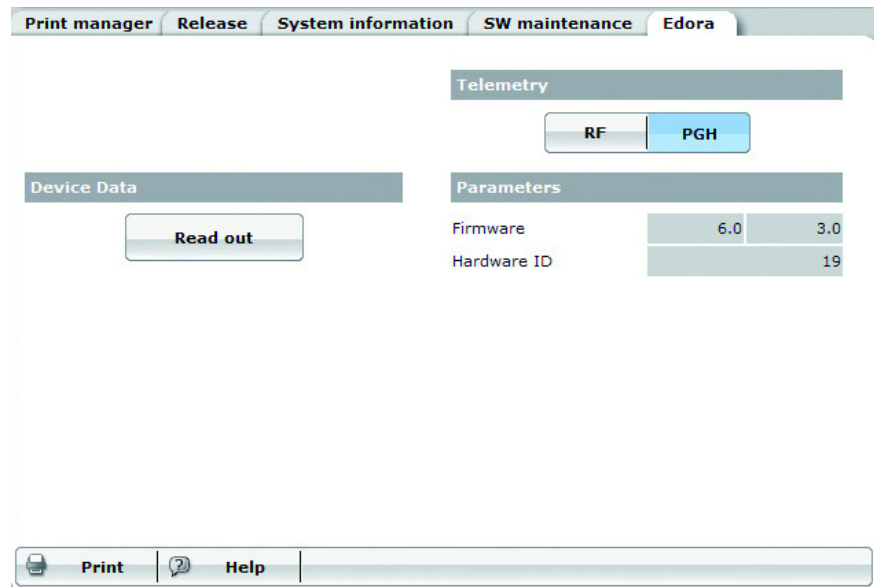 Print manager Release System information SW maintenance Edora
Telemetry
RF PGH
Device Data
Read out
Parameters
Firmware 6.0 3.0
Hardware ID 19
Print Help